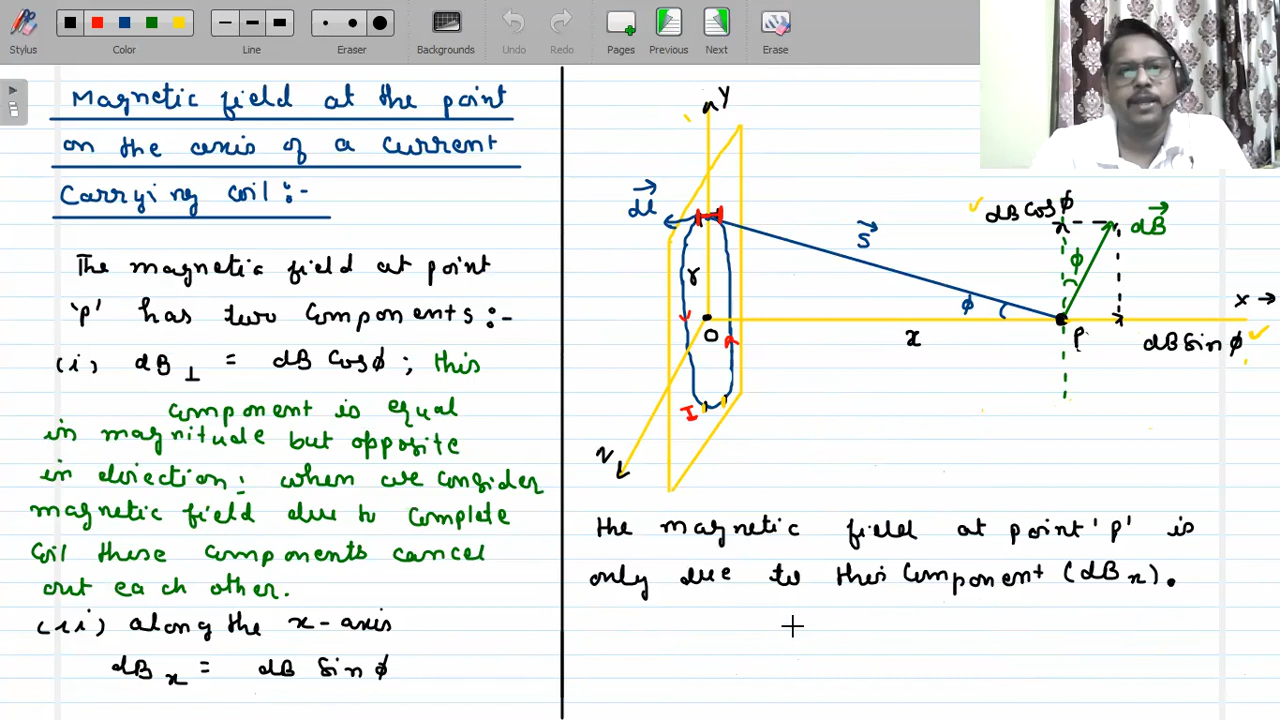 Stylus
Color
Line
Eraser
Backgrounds
Undo
Redo
Pages
Previous
Next
Erase
Magnetic field at the point
on the axis of a current
Carrying coil:-
The magnetic field at point
'P' has two Components:-
(i) dB⊥ = dB Cosϕ ; this
component is equal
in magnitude but opposite
in direction: when we consider
magnetic field due to complete
coil these components cancel
out each other.
(ii) along the x-axis
dBx = dB Sin ϕ
Y
dl
r
O
I
S
ϕ
x
P
dB Cosϕ
ϕ
dB
X →
dB Sin ϕ
The magnetic field at point 'P' is
only due to this Component (dBx).